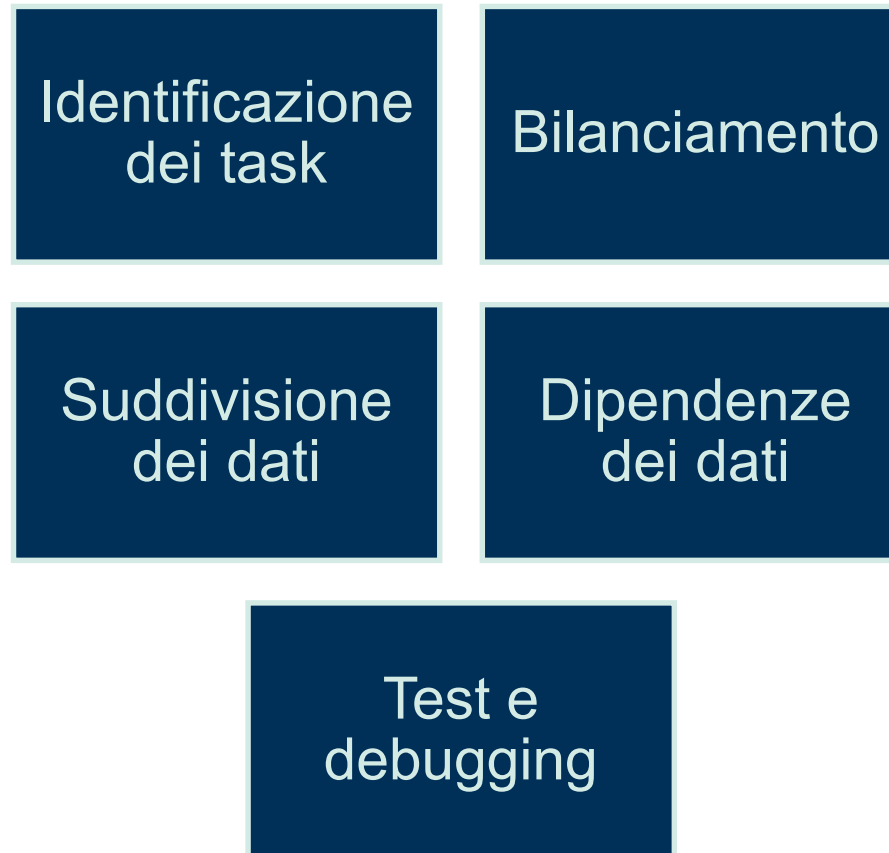 Identificazione
dei task
Bilanciamento
Suddivisione
dei dati
Dipendenze
dei dati
Test e
debugging